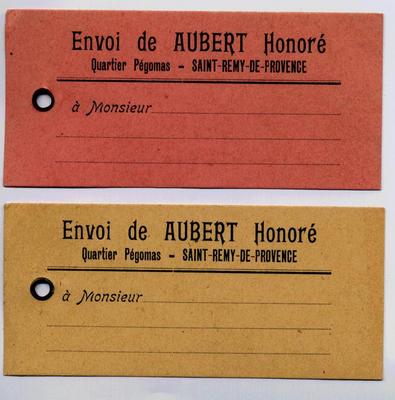 Envoi de AUBERT Honoré
Quartier Pégomas - SAINT-REMY-DE-PROVENCE
à Monsieur
Envoi de AUBERT Honoré
Quartier Pégomas - SAINT-REMY-DE-PROVENCE
à Monsieur